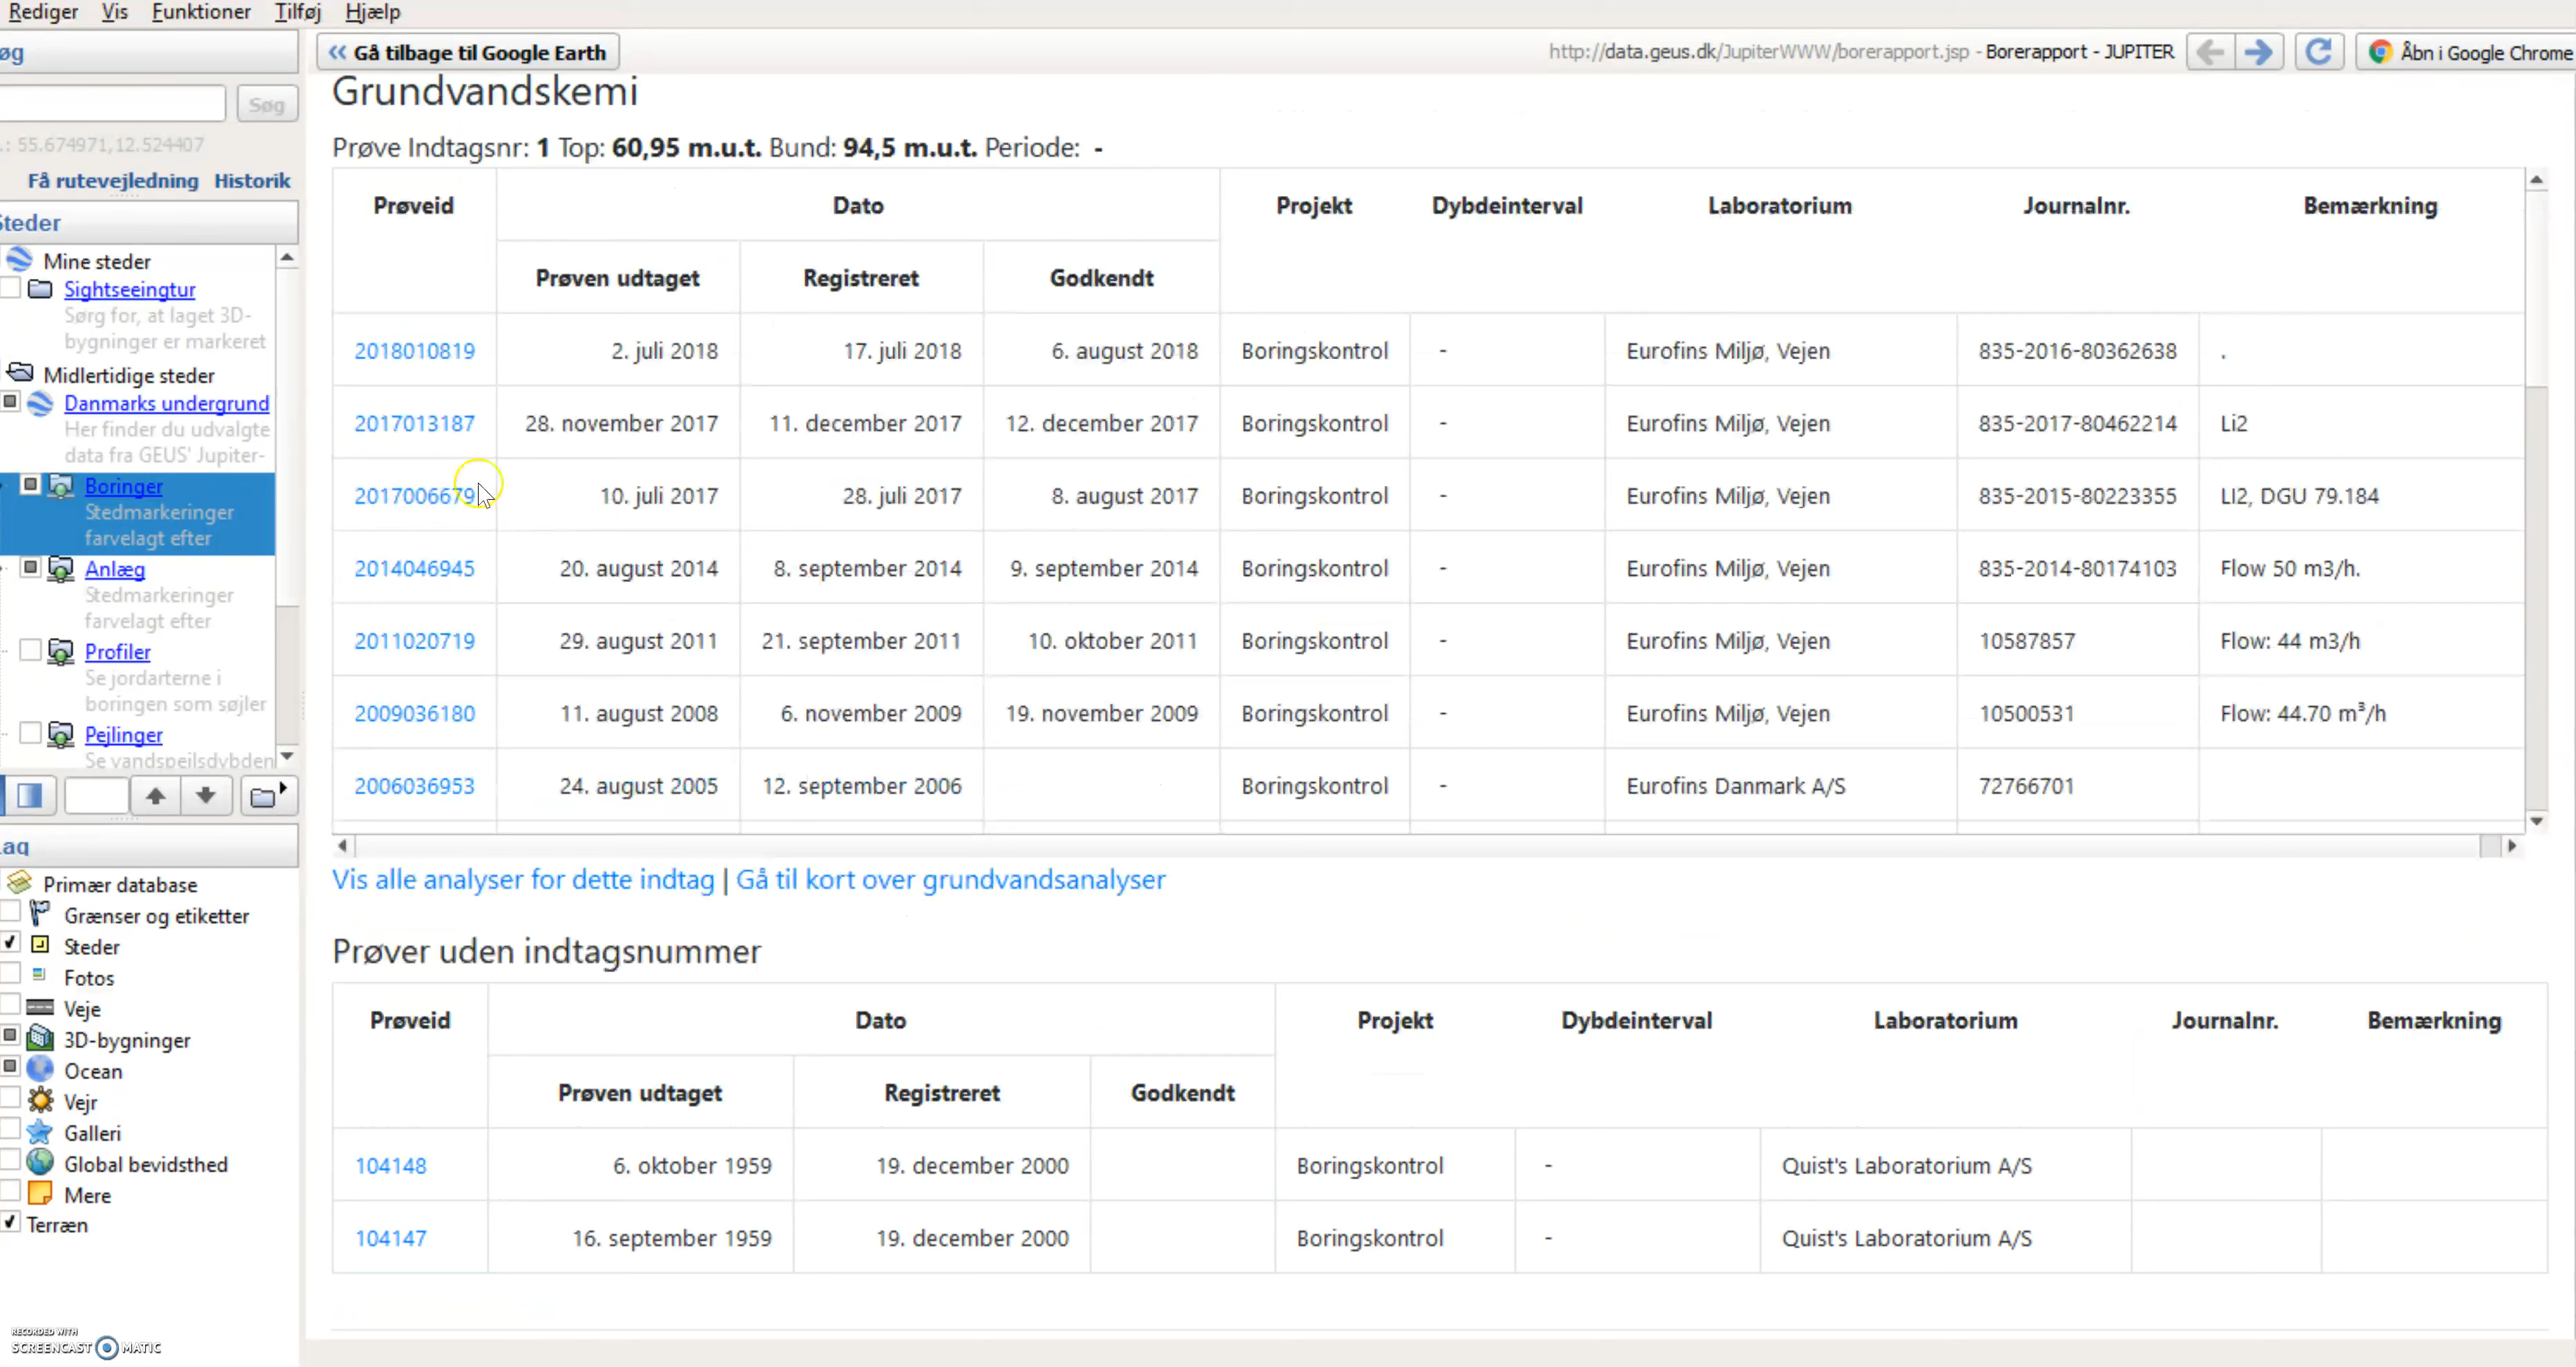 Rediger Vis Funktioner Tilføj Hjælp
øg
Søg
.: 55.674971,12.524407
Få rutevejledning Historik
Steder
Mine steder
Sightseeingtur
Sørg for, at laget 3D-
bygninger er markeret
Midlertidige steder
Danmarks undergrund
Her finder du udvalgte
data fra GEUS' Jupiter-
Boringer
Stedmarkeringer
farvelagt efter
Anlæg
Stedmarkeringer
farvelagt efter
Profiler
Se jordarterne i
boringen som søjler
Pejlinger
Se vandspejlsdybden
ag
Primær database
Grænser og etiketter
Steder
Fotos
Veje
3D-bygninger
Ocean
Vejr
Galleri
Global bevidsthed
Mere
Terræn
RECORDED WITH
SCREENCAST MATIC
Gå tilbage til Google Earth http://data.geus.dk/JupiterWWW/borerapport.jsp - Borerapport - JUPITER Åbn i Google Chrome
Grundvandskemi
Prøve Indtagsnr: 1 Top: 60,95 m.u.t. Bund: 94,5 m.u.t. Periode: -
Prøveid Dato Projekt Dybdeinterval Laboratorium Journalnr. Bemærkning
Prøven udtaget Registreret Godkendt
2018010819 2. juli 2018 17. juli 2018 6. august 2018 Boringskontrol - Eurofins Miljø, Vejen 835-2016-80362638 .
2017013187 28. november 2017 11. december 2017 12. december 2017 Boringskontrol - Eurofins Miljø, Vejen 835-2017-80462214 Li2
2017006679 10. juli 2017 28. juli 2017 8. august 2017 Boringskontrol - Eurofins Miljø, Vejen 835-2015-80223355 LI2, DGU 79.184
2014046945 20. august 2014 8. september 2014 9. september 2014 Boringskontrol - Eurofins Miljø, Vejen 835-2014-80174103 Flow 50 m3/h.
2011020719 29. august 2011 21. september 2011 10. oktober 2011 Boringskontrol - Eurofins Miljø, Vejen 10587857 Flow: 44 m3/h
2009036180 11. august 2008 6. november 2009 19. november 2009 Boringskontrol - Eurofins Miljø, Vejen 10500531 Flow: 44.70 m³/h
2006036953 24. august 2005 12. september 2006 Boringskontrol - Eurofins Danmark A/S 72766701
Vis alle analyser for dette indtag | Gå til kort over grundvandsanalyser
Prøver uden indtagsnummer
Prøveid Dato Projekt Dybdeinterval Laboratorium Journalnr. Bemærkning
Prøven udtaget Registreret Godkendt
104148 6. oktober 1959 19. december 2000 Boringskontrol - Quist's Laboratorium A/S
104147 16. september 1959 19. december 2000 Boringskontrol - Quist's Laboratorium A/S